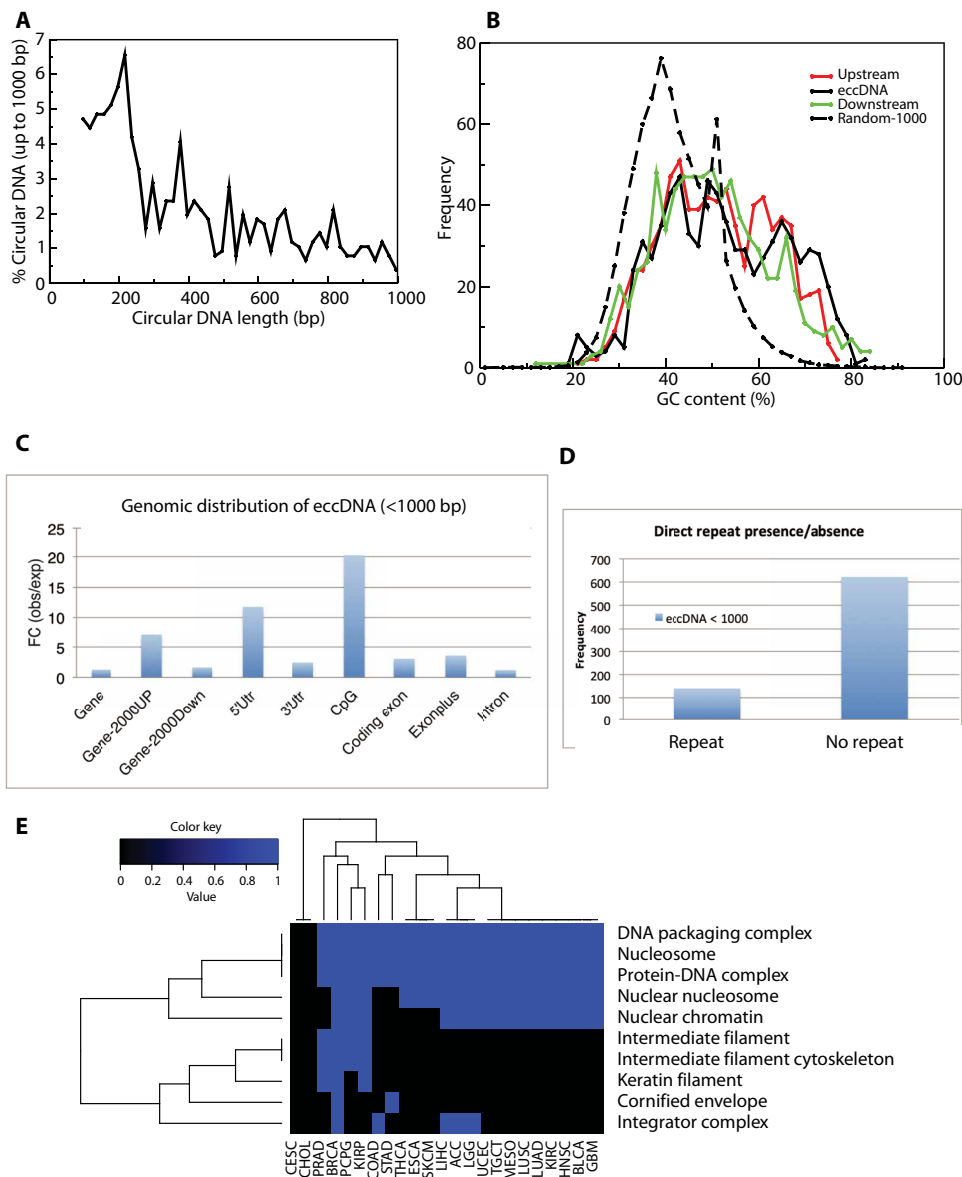 A
% Circular DNA (up to 1000 bp)
7
6
5
4
3
2
1
0
0
200
400
600
800
1000
Circular DNA length (bp)
B
Frequency
80
60
40
20
0
0
20
40
60
80
100
GC content (%)
Upstream
eccDNA
Downstream
Random-1000
C
Genomic distribution of eccDNA (<1000 bp)
FC (obs/exp)
25
20
15
10
5
0
Gene
Gene-2000UP
Gene-2000Down
5'Utr
3'Utr
CpG
Coding exon
Exonplus
Intron
D
Direct repeat presence/absence
Frequency
700
600
500
400
300
200
100
0
eccDNA < 1000
Repeat
No repeat
E
Color key
0 0.2 0.4 0.6 0.8 1
Value
DNA packaging complex
Nucleosome
Protein-DNA complex
Nuclear nucleosome
Nuclear chromatin
Intermediate filament
Intermediate filament cytoskeleton
Keratin filament
Cornified envelope
Integrator complex
CESC
CHOL
PRAD
BRCA
PCPG
KIRP
COAD
STAD
THCA
ESCA
SKCM
LIHC
ACC
LGG
UCEC
TGCT
MESO
LUSC
LUAD
KIRC
HNSC
BLCA
GBM